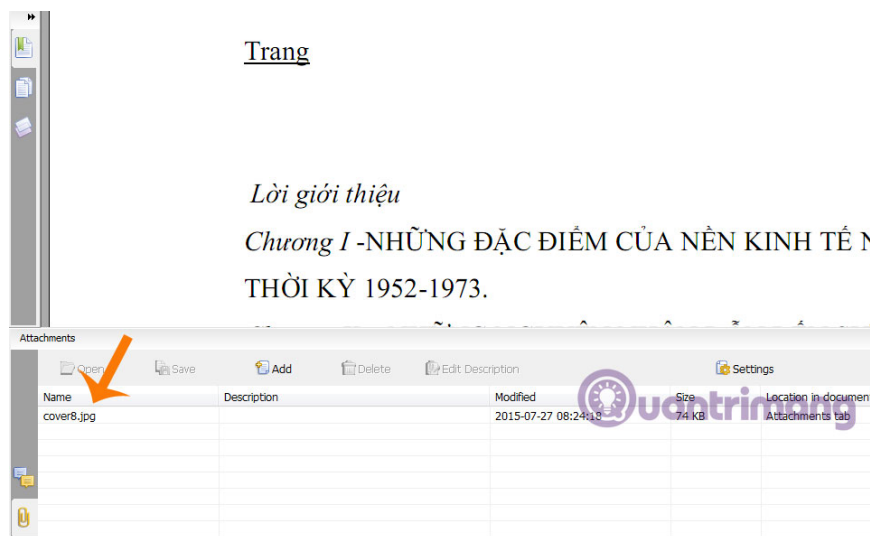 Trang
Lời giới thiệu
Chương I -NHỮNG ĐẶC ĐIỂM CỦA NỀN KINH TẾ N
THỜI KỲ 1952-1973.
Attachments
Open Save Add Delete Edit Description Settings
Name Description Modified Size Location in document
cover8.jpg 2015-07-27 08:24:18 74 KB Attachments tab
Quantrimang